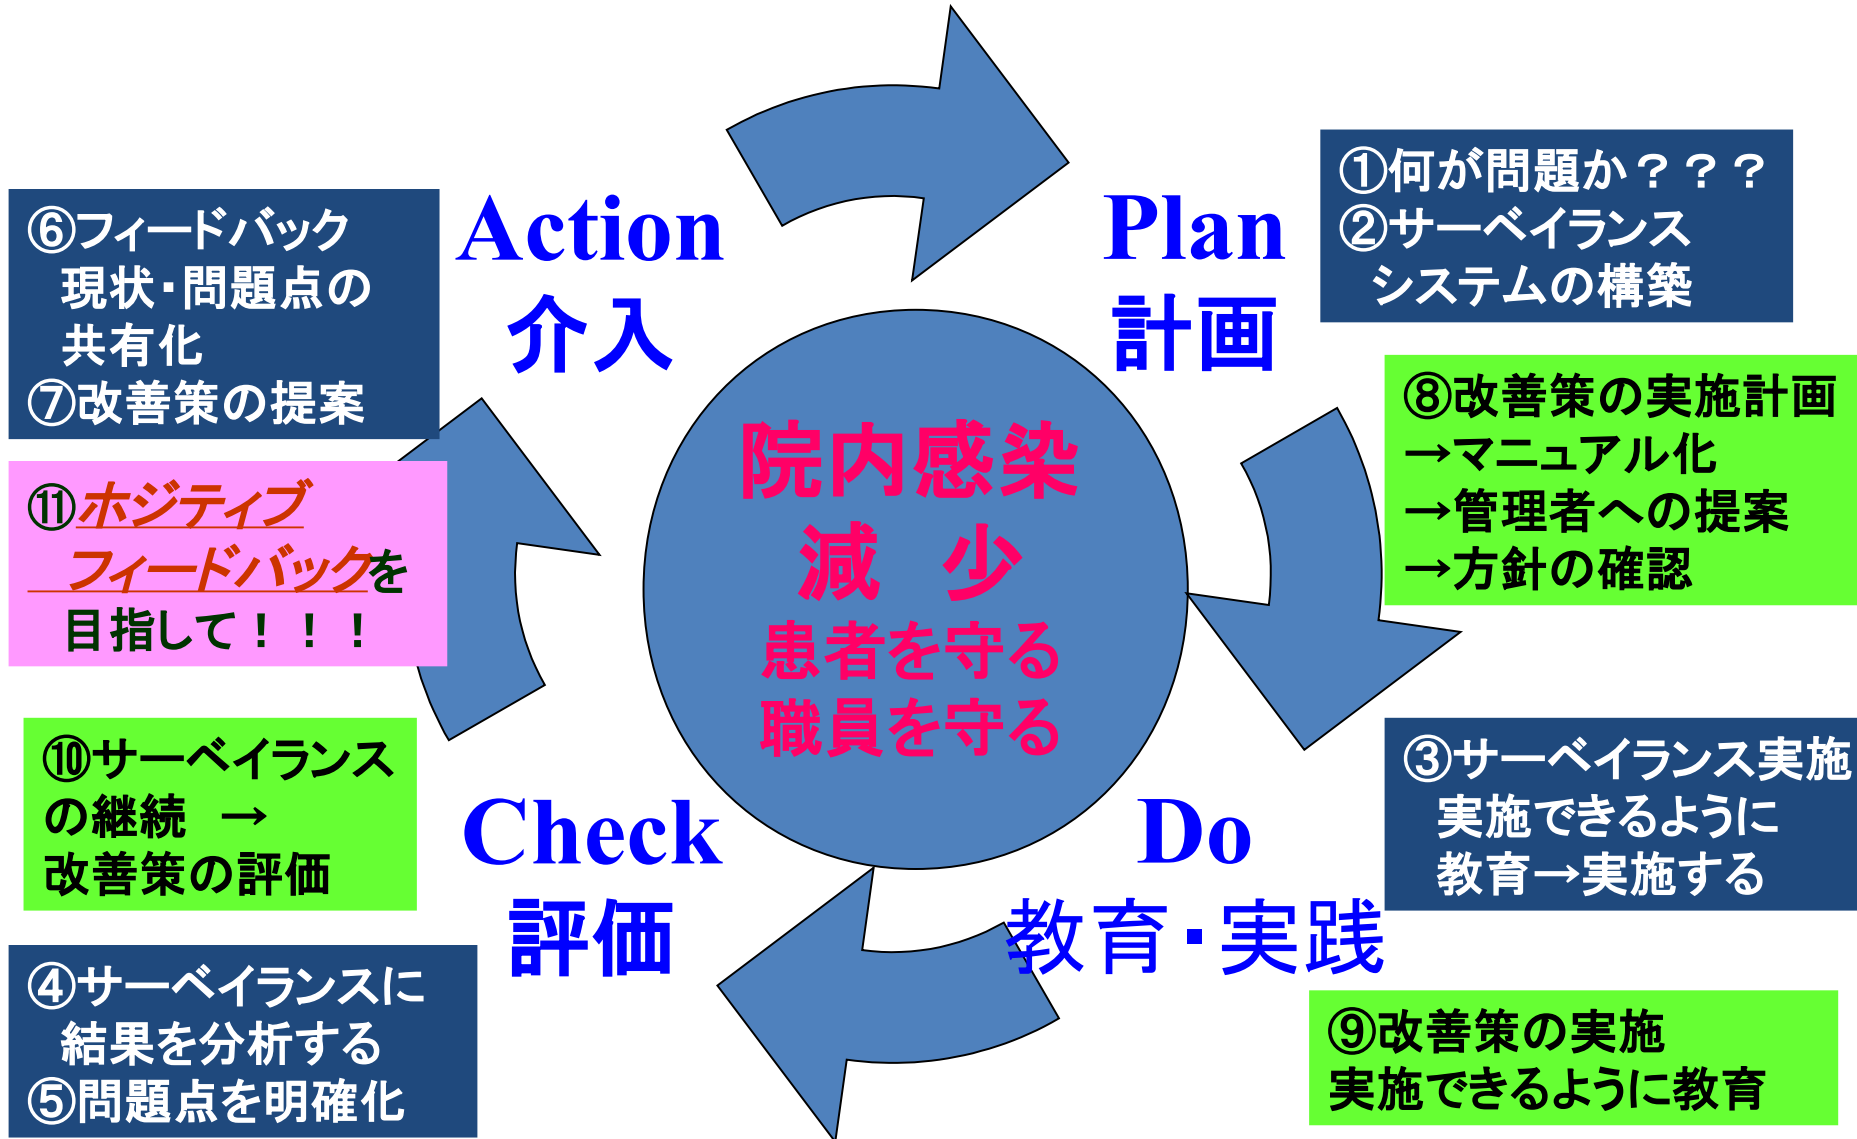 Action
介入
Plan
計画
①何が問題か？？？
②サーベイランス
システムの構築
⑧改善策の実施計画
→マニュアル化
→管理者への提案
→方針の確認
③サーベイランス実施
実施できるように
教育→実施する
Do
教育・実践
⑨改善策の実施
実施できるように教育
Check
評価
④サーベイランスに
結果を分析する
⑤問題点を明確化
⑩サーベイランス
の継続　→
改善策の評価
⑥フィードバック
現状・問題点の
共有化
⑦改善策の提案
⑪ホジティブ
フィードバックを
目指して！！！
院内感染
減　少
患者を守る
職員を守る